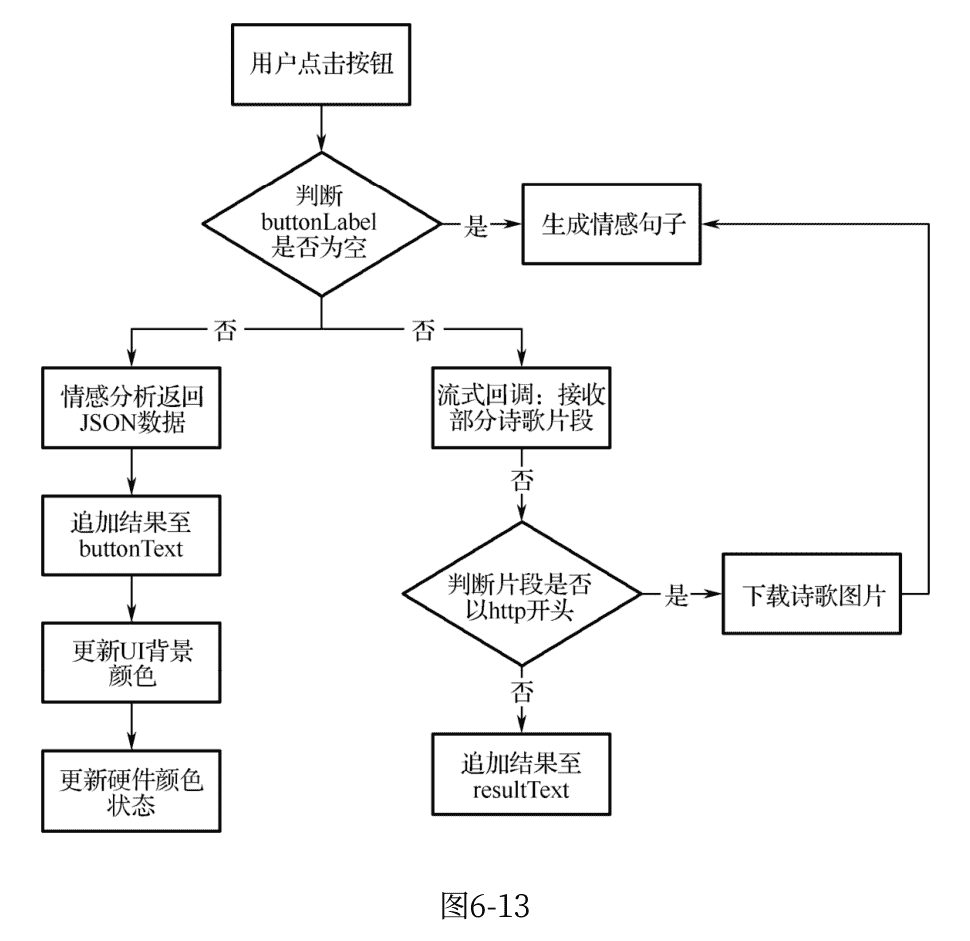 用户点击按钮
判断
buttonLabel
是否为空
是
生成情感句子
否
否
情感分析返回
JSON数据
流式回调：接收
部分诗歌片段
否
追加结果至
buttonText
判断片段是否
以http开头
是
下载诗歌图片
更新UI背景
颜色
否
追加结果至
resultText
更新硬件颜色
状态
图6-13